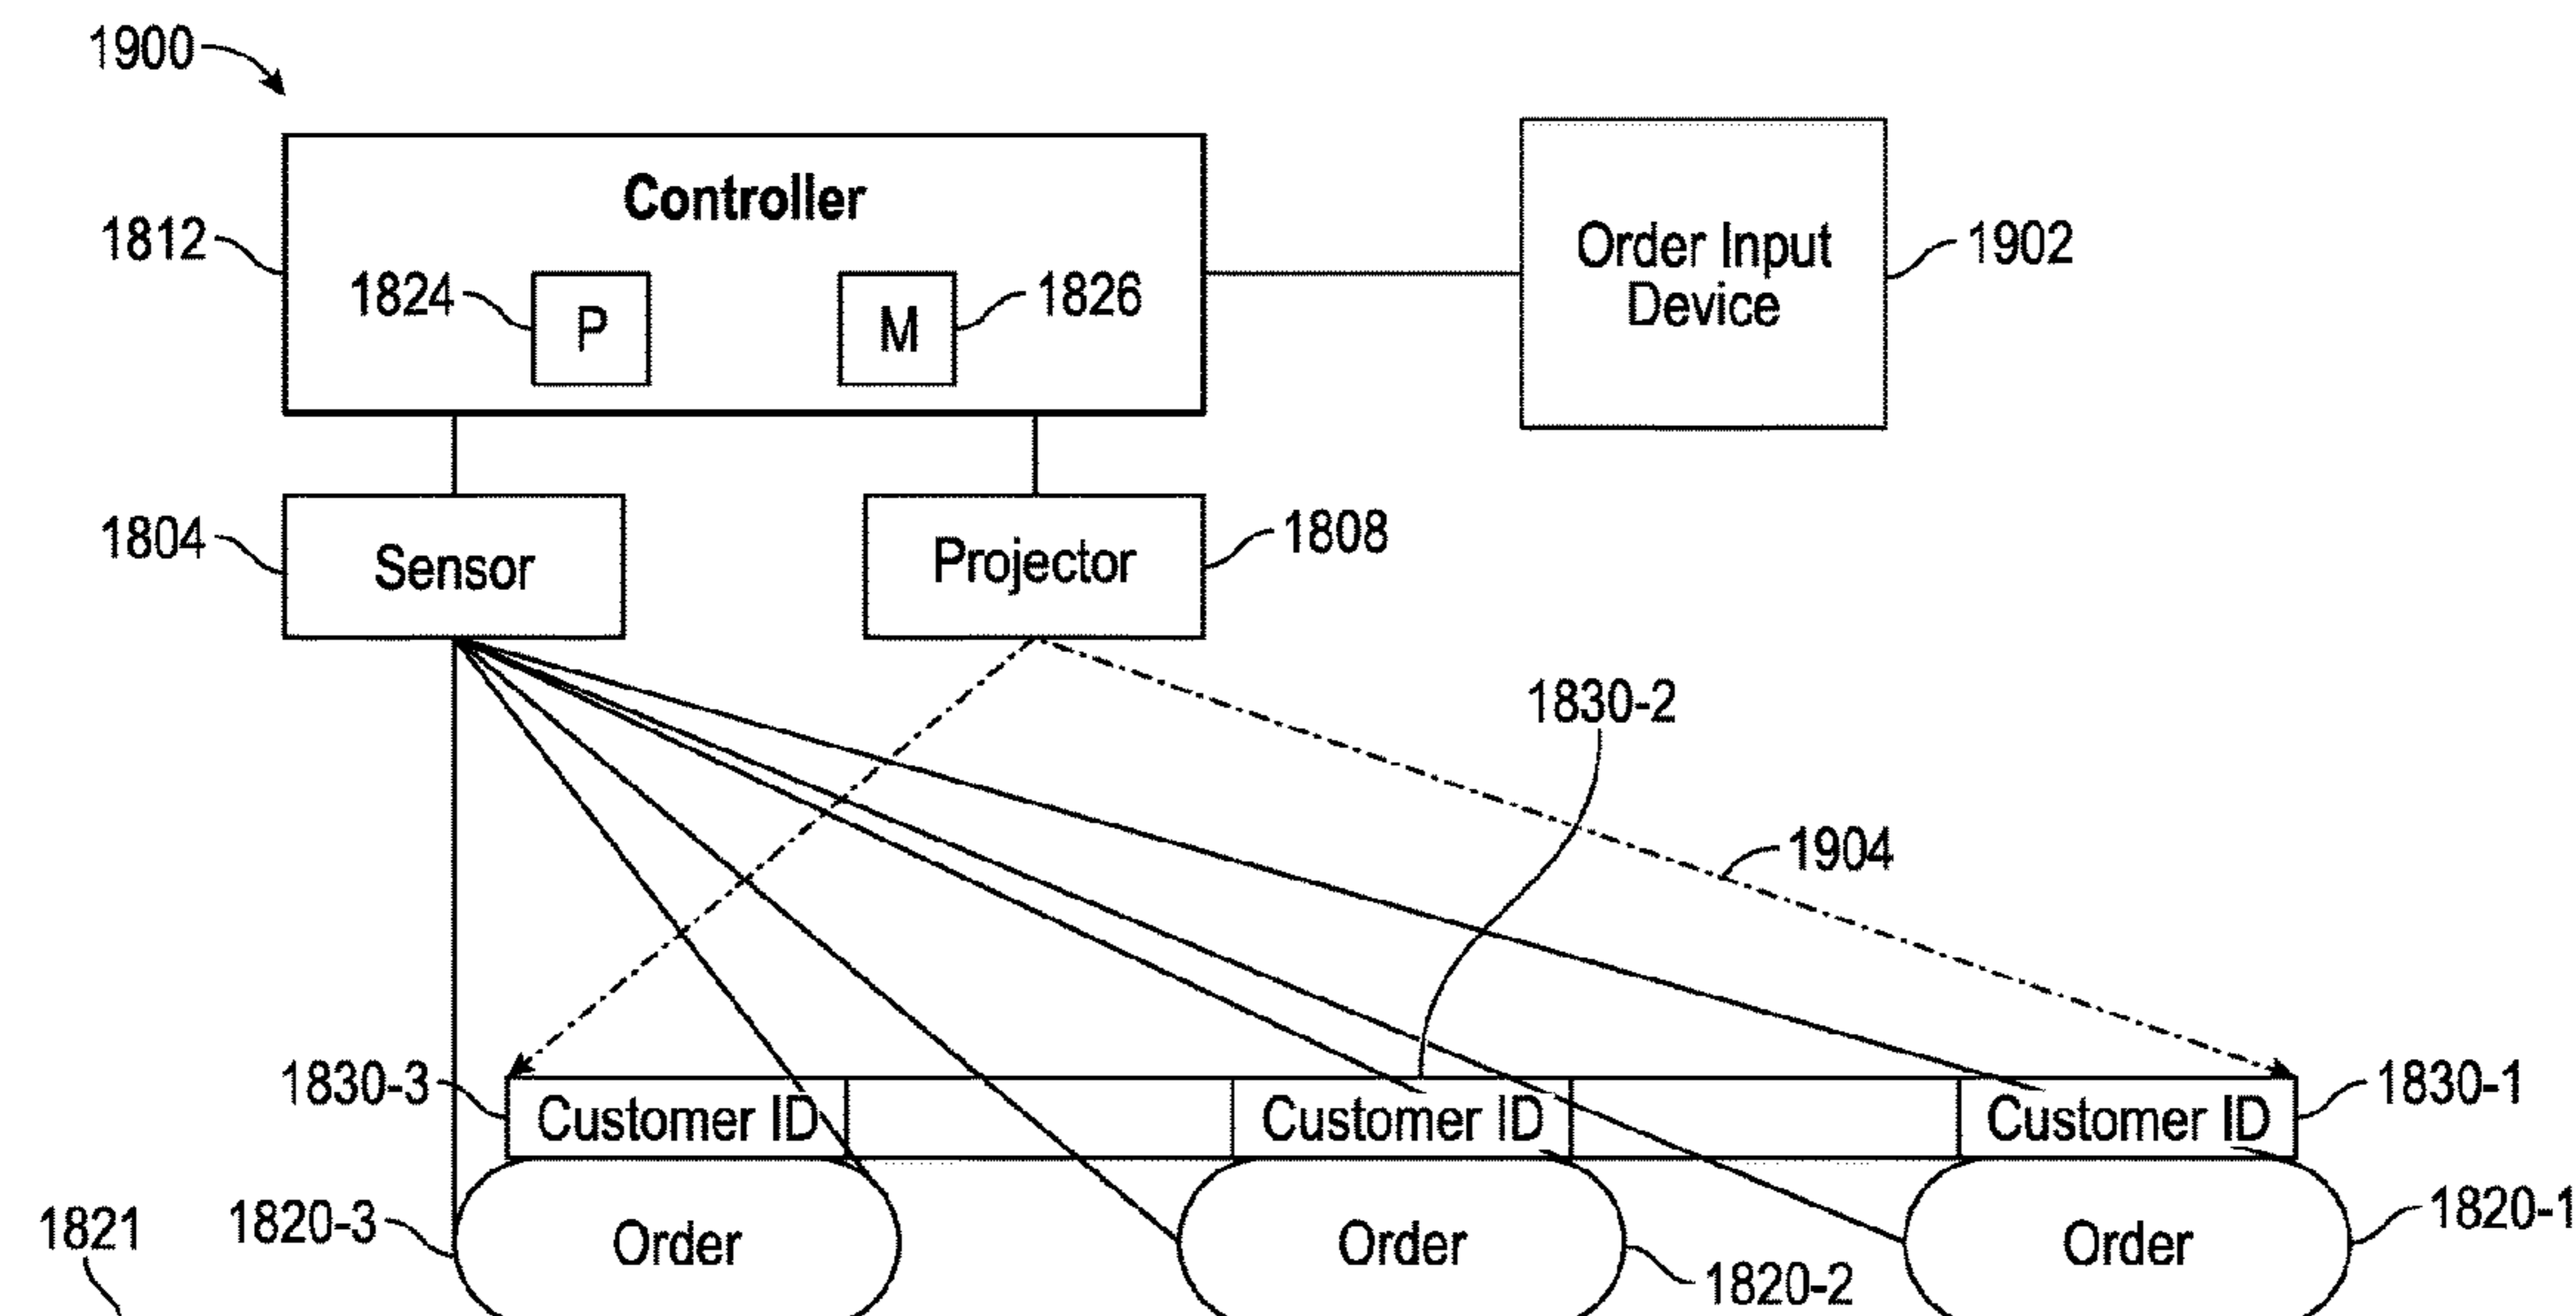 1900
Controller
1812
1824
P
M
1826
Order Input
Device
1902
1804
Sensor
Projector
1808
1830-2
1904
1830-3
Customer ID
Customer ID
Customer ID
1830-1
1821
1820-3
Order
Order
1820-2
Order
1820-1